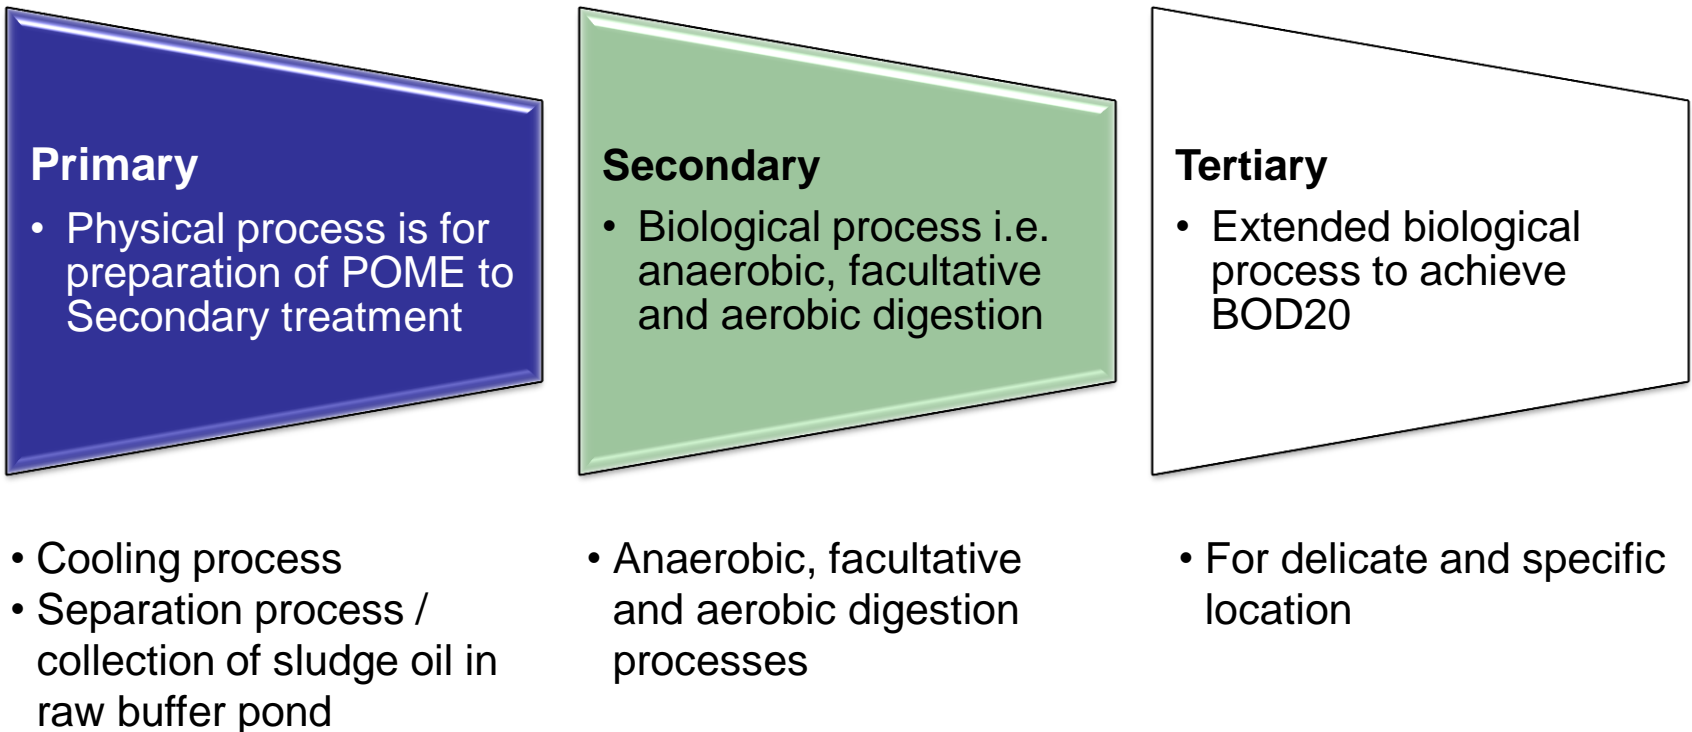 Primary
• Physical process is for
preparation of POME to
Secondary treatment
Secondary
• Biological process i.e.
anaerobic, facultative
and aerobic digestion
Tertiary
• Extended biological
process to achieve
BOD20
• Cooling process
• Separation process /
collection of sludge oil in
raw buffer pond
• Anaerobic, facultative
and aerobic digestion
processes
• For delicate and specific
location